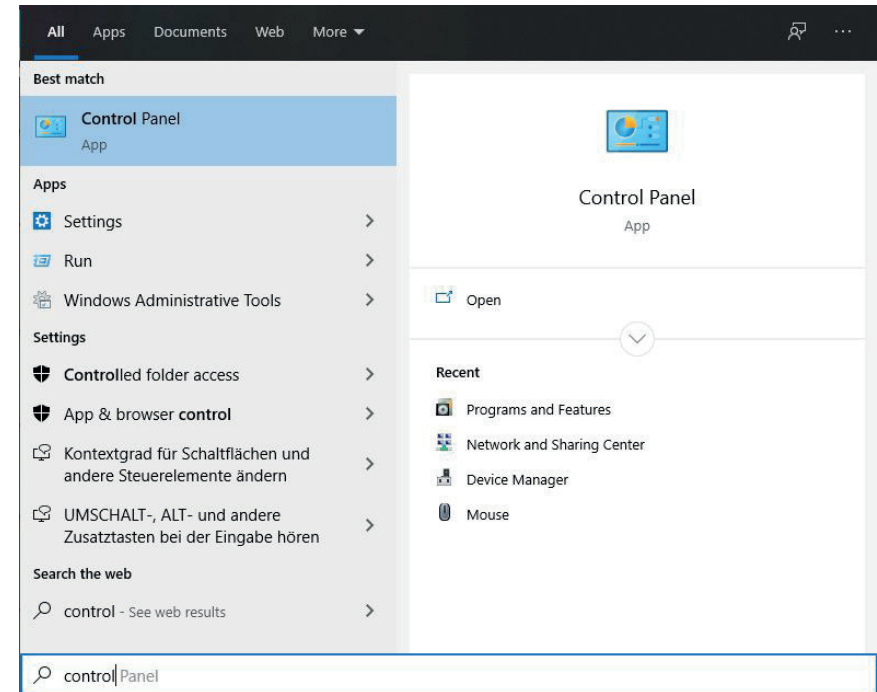 All Apps Documents Web More
Best match
Control Panel
App
Apps
Settings
Run
Windows Administrative Tools
Settings
Controlled folder access
App & browser control
Kontextgrad für Schaltflächen und
andere Steuerelemente ändern
UMSCHALT-, ALT- und andere
Zusatztasten bei der Eingabe hören
Search the web
control - See web results
control Panel
Control Panel
App
Open
Recent
Programs and Features
Network and Sharing Center
Device Manager
Mouse